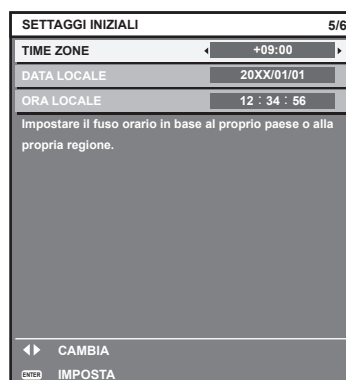 SETTAGGI INIZIALI 5/6
TIME ZONE +09:00
DATA LOCALE 20XX/01/01
ORA LOCALE 12 : 34 : 56
Impostare il fuso orario in base al proprio paese o alla
propria regione.
CAMBIA
ENTER IMPOSTA